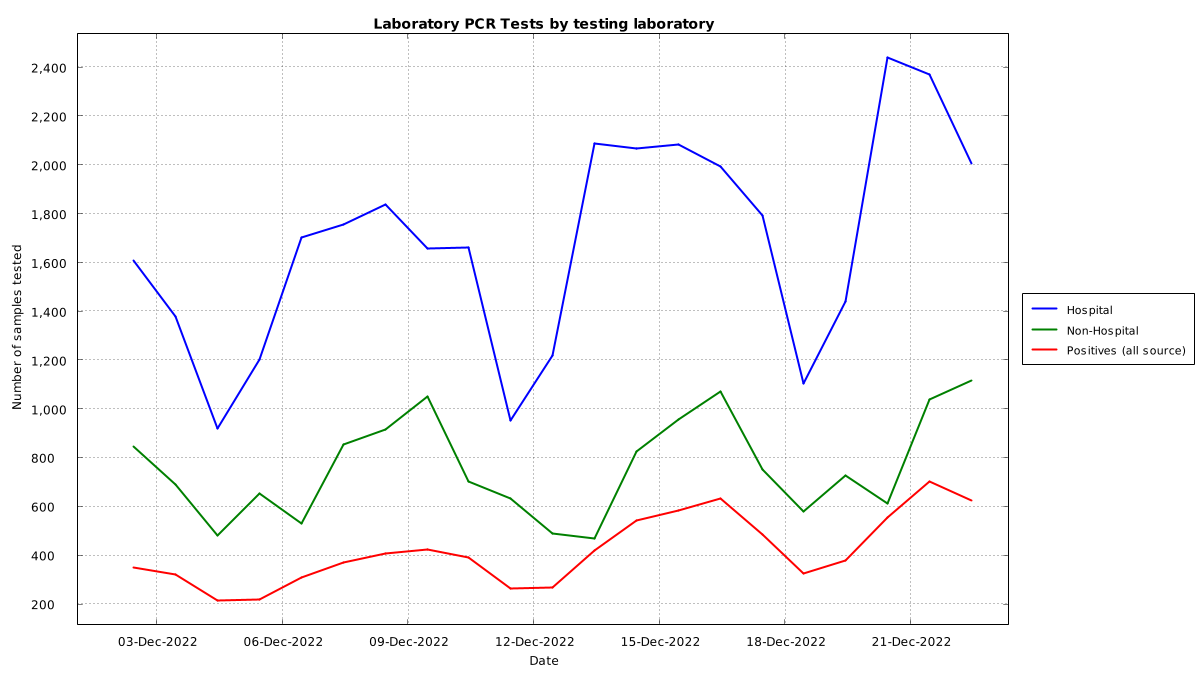 Laboratory PCR Tests by testing laboratory
Number of samples tested
2,400
2,200
2,000
1,800
1,600
1,400
1,200
1,000
800
600
400
200
Hospital
Non-Hospital
Positives (all source)
03-Dec-2022 06-Dec-2022 09-Dec-2022 12-Dec-2022 15-Dec-2022 18-Dec-2022 21-Dec-2022
Date